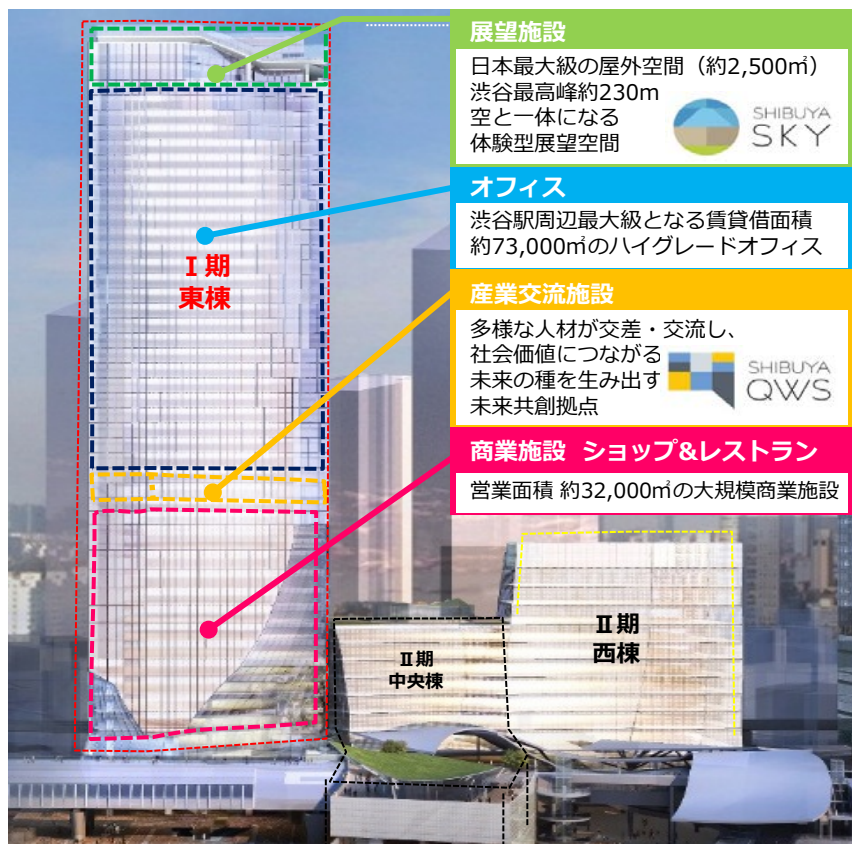 展望施設
日本最大級の屋外空間（約2,500㎡）
渋谷最高峰約230m
空と一体になる
体験型展望空間
SHIBUYA
SKY
オフィス
渋谷駅周辺最大級となる賃貸借面積
約73,000㎡のハイグレードオフィス
産業交流施設
多様な人材が交差・交流し、
社会価値につながる
未来の種を生み出す
未来共創拠点
SHIBUYA
QWS
商業施設 ショップ&レストラン
営業面積 約32,000㎡の大規模商業施設
Ⅰ期
東棟
Ⅱ期
中央棟
Ⅱ期
西棟